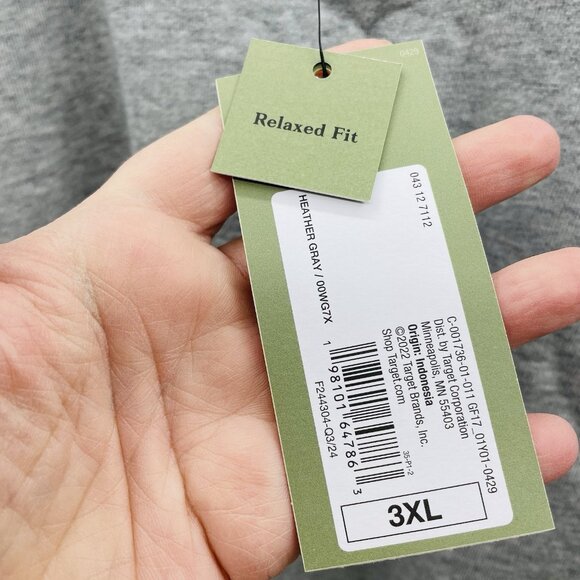 0429
Relaxed Fit
043 12 7112
HEATHER GRAY / 00WG7X
C-001736-01-011 GF17_01Y01-0429
Dist. by Target Corporation
Minneapolis, MN 55403
Origin: Indonesia
©2022 Target Brands, Inc.
Shop Target.com
35-P1-2
1 98101 64786 3
F244304-Q3/24
3XL